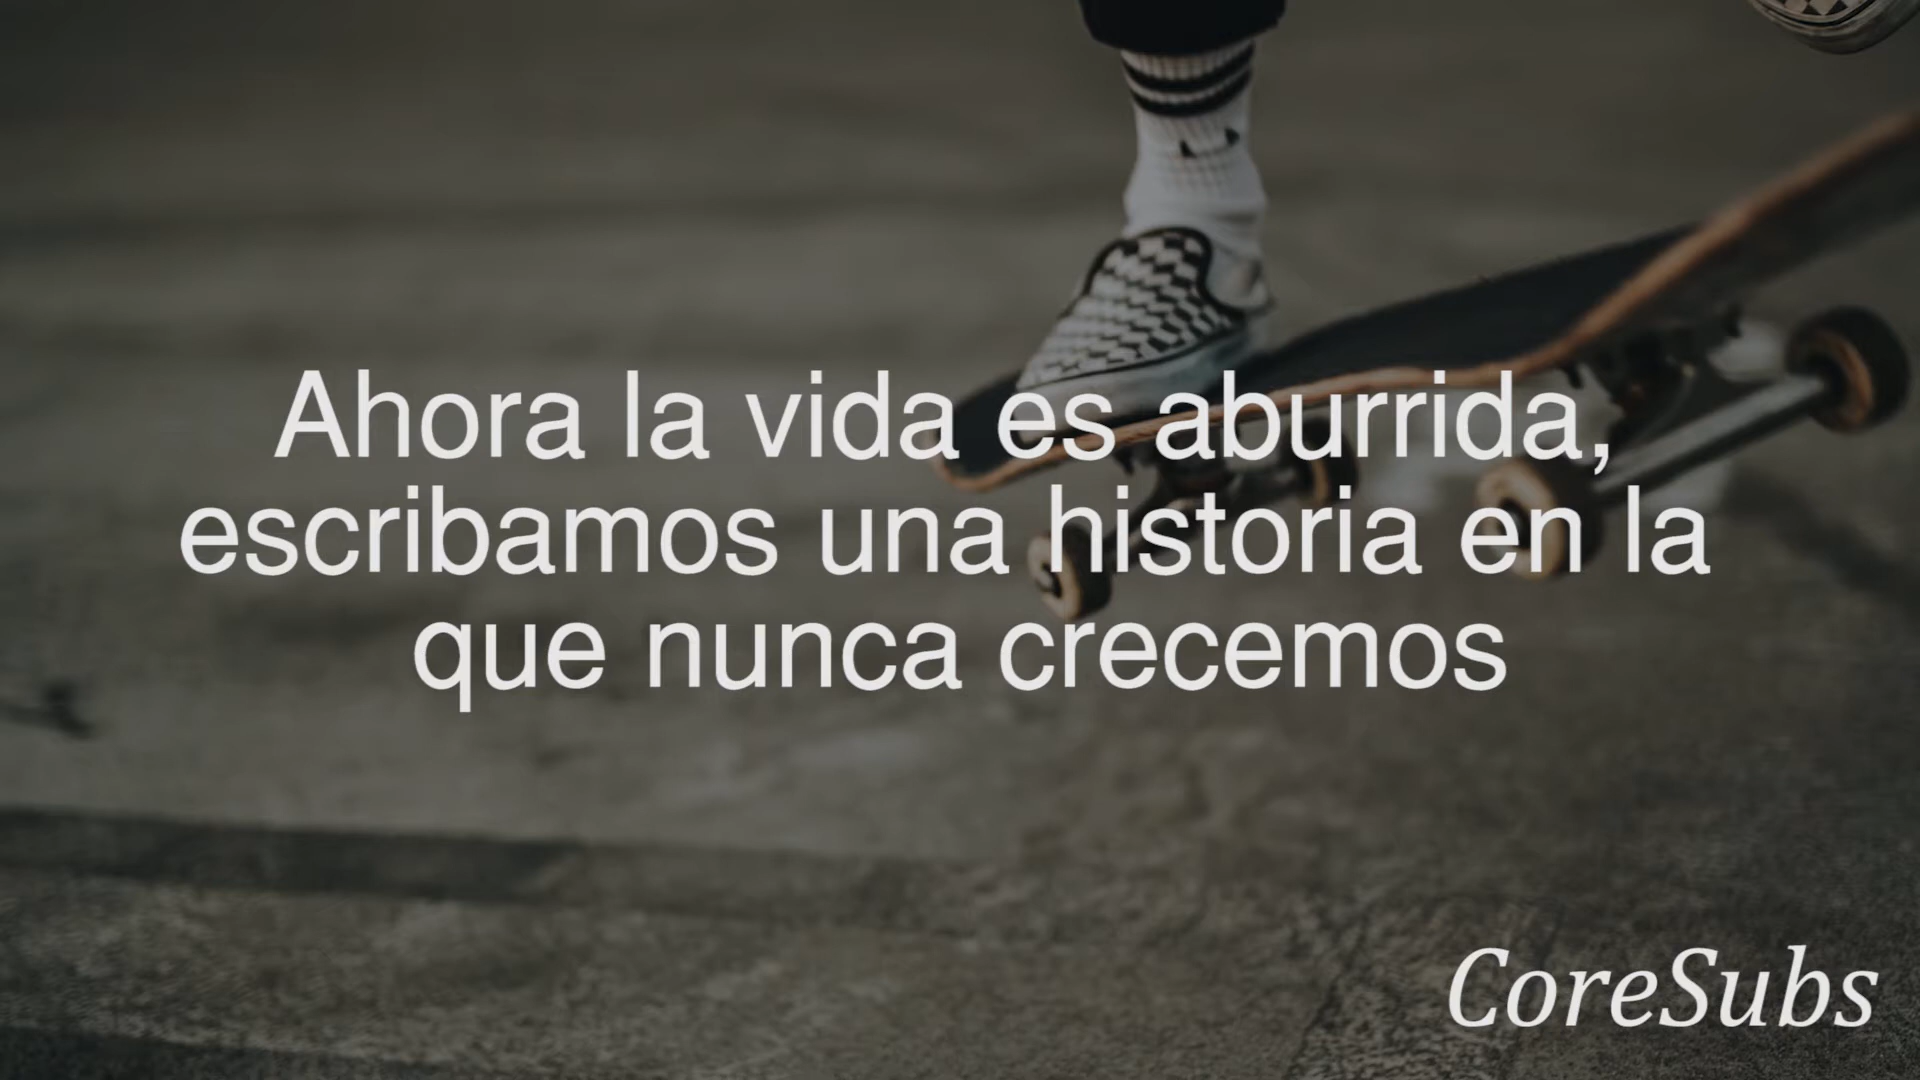 Ahora la vida es aburrida,
escribamos una historia en la
que nunca crecemos
CoreSubs